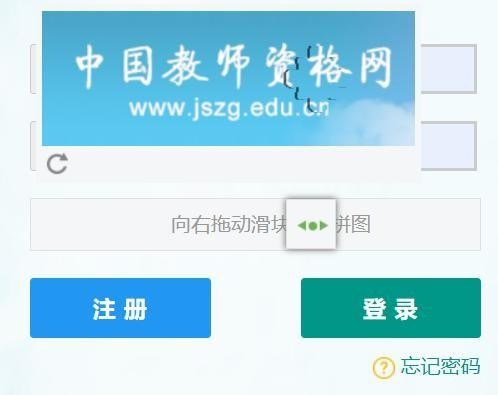 中国教师资格网
www.jszg.edu.cn
向右拖动滑块 拼图
注 册
登 录
忘记密码